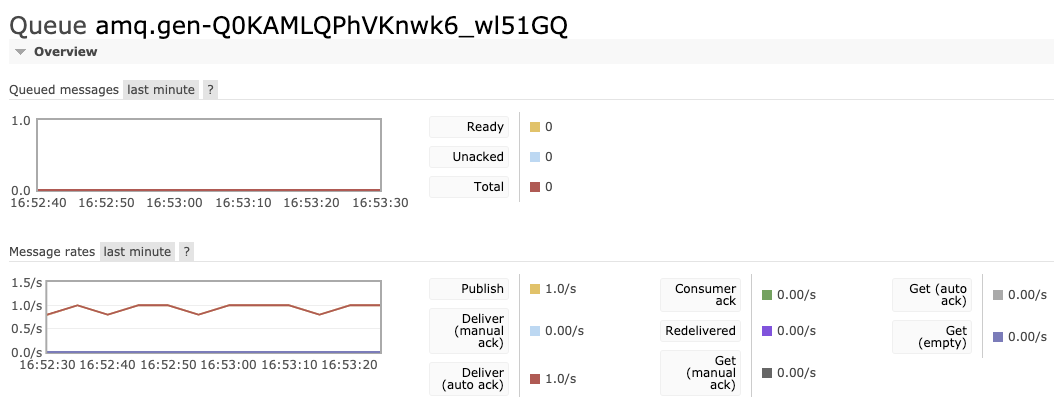 Queue amq.gen-Q0KAMLQPhVKnwk6_wl51GQ
Overview
Queued messages last minute ?
1.0
0.0
16:52:40 16:52:50 16:53:00 16:53:10 16:53:20 16:53:30
Ready 0
Unacked 0
Total 0
Message rates last minute ?
1.5/s
1.0/s
0.5/s
0.0/s
16:52:30 16:52:40 16:52:50 16:53:00 16:53:10 16:53:20
Publish 1.0/s
Deliver
(manual
ack) 0.00/s
Deliver
(auto ack) 1.0/s
Consumer
ack 0.00/s
Redelivered 0.00/s
Get
(manual
ack) 0.00/s
Get (auto
ack) 0.00/s
Get
(empty) 0.00/s